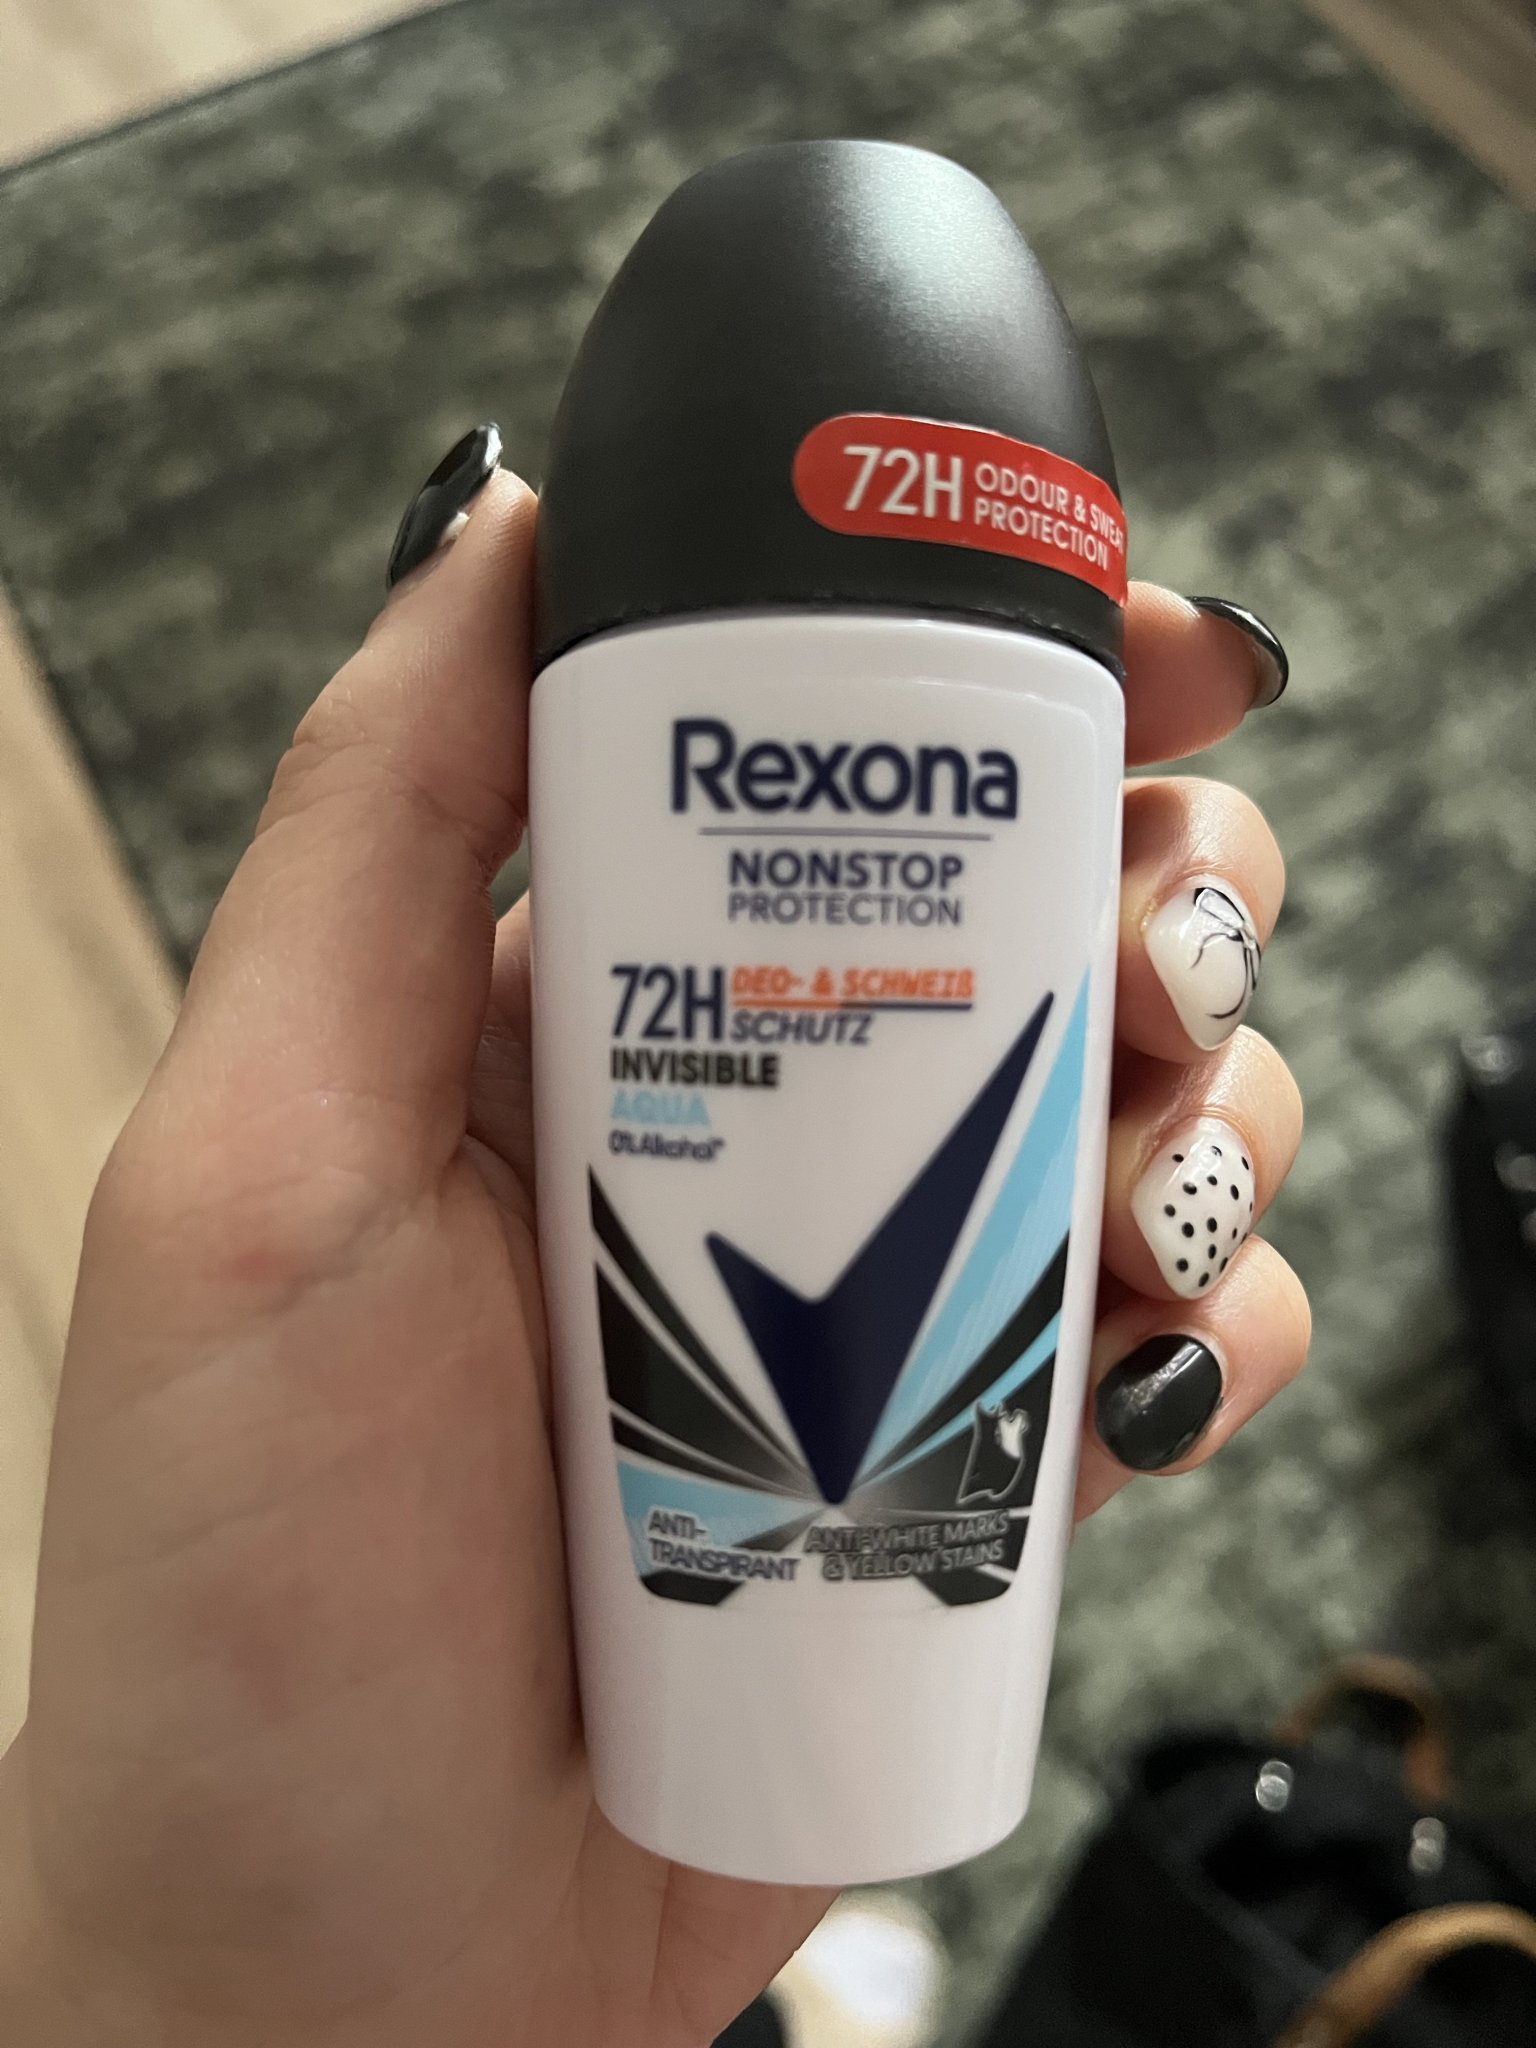 72H ODOUR & SWEAT
PROTECTION
Rexona
NONSTOP
PROTECTION
72H DEO- & SCHWEIß
SCHUTZ
INVISIBLE
AQUA
0% Alkohol*
ANTI-
TRANSPIRANT
ANTI-WHITE MARKS
& YELLOW STAINS